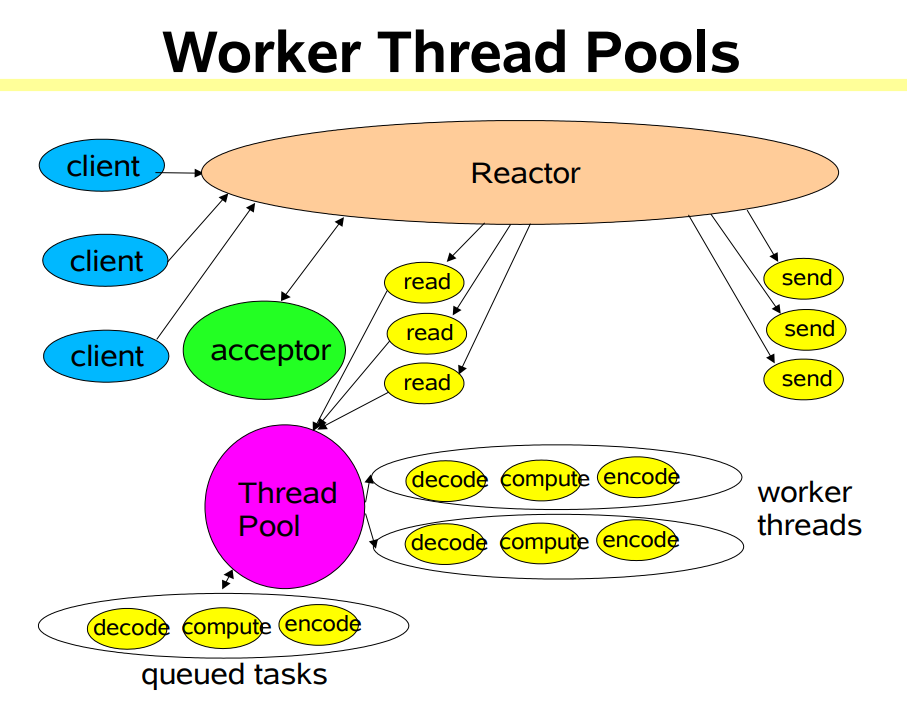 Worker Thread Pools
client
Reactor
client
client
acceptor
read
read
read
send
send
send
Thread
Pool
decode compute encode
decode compute encode
worker
threads
decode compute encode
queued tasks